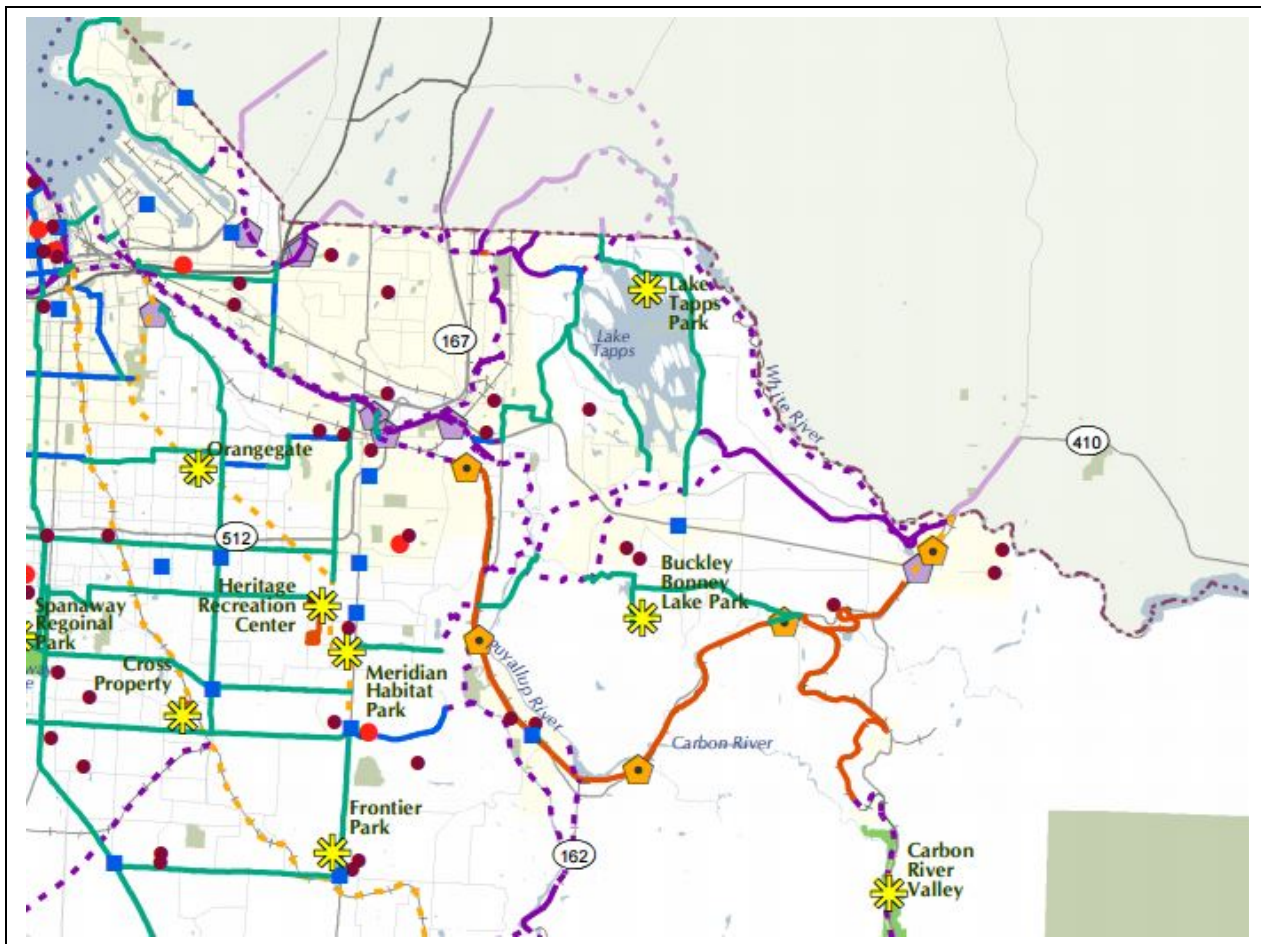 Lake
Tapps
Park
Lake
Tapps
167
White River
410
Orangegate
512
Heritage
Recreation
Center
Buckley
Bonney
Lake Park
Spanaway
Regoinal
Park
Cross
Property
Meridian
Habitat
Park
Puyallup River
Carbon River
Frontier
Park
162
Carbon
River
Valley